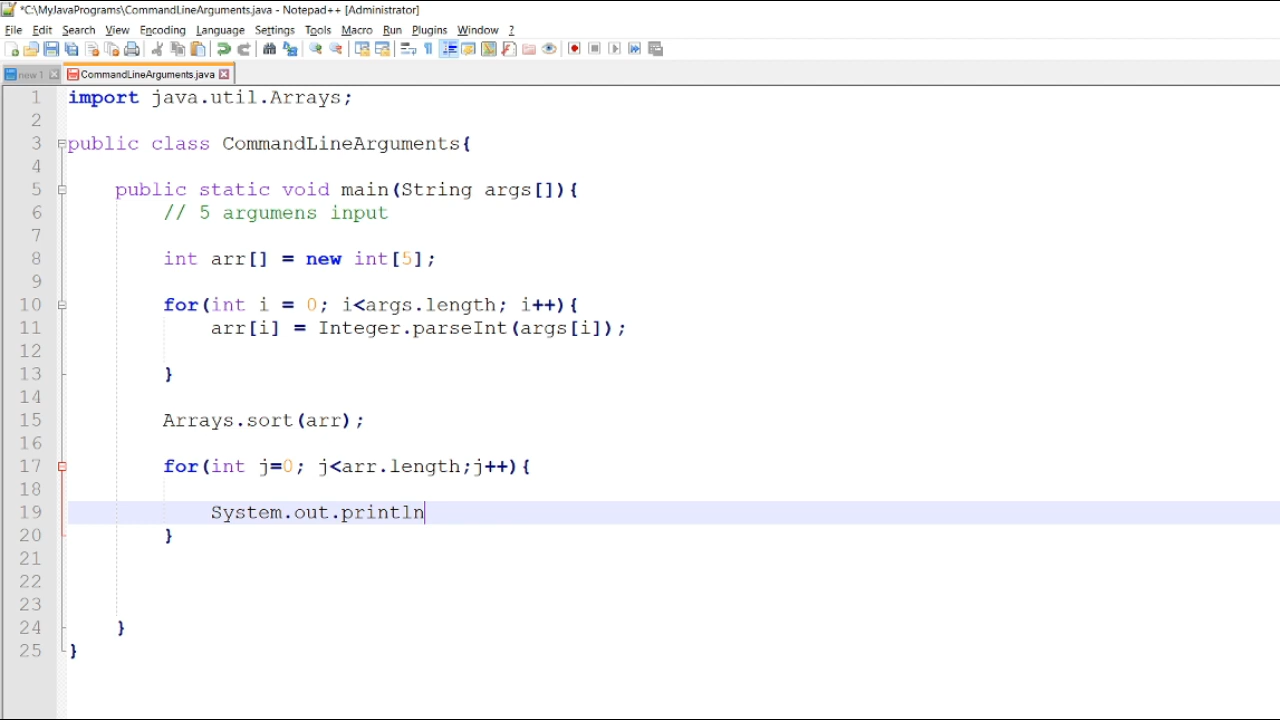 *C:\MyJavaPrograms\CommandLineArguments.java - Notepad++ [Administrator]
File Edit Search View Encoding Language Settings Tools Macro Run Plugins Window ?
new 1 CommandLineArguments.java
1 import java.util.Arrays;
2
3 public class CommandLineArguments{
4
5 public static void main(String args[]){
6 // 5 argumens input
7
8 int arr[] = new int[5];
9
10 for(int i = 0; i<args.length; i++){
11 arr[i] = Integer.parseInt(args[i]);
12
13 }
14
15 Arrays.sort(arr);
16
17 for(int j=0; j<arr.length;j++){
18
19 System.out.println
20 }
21
22
23
24 }
25 }